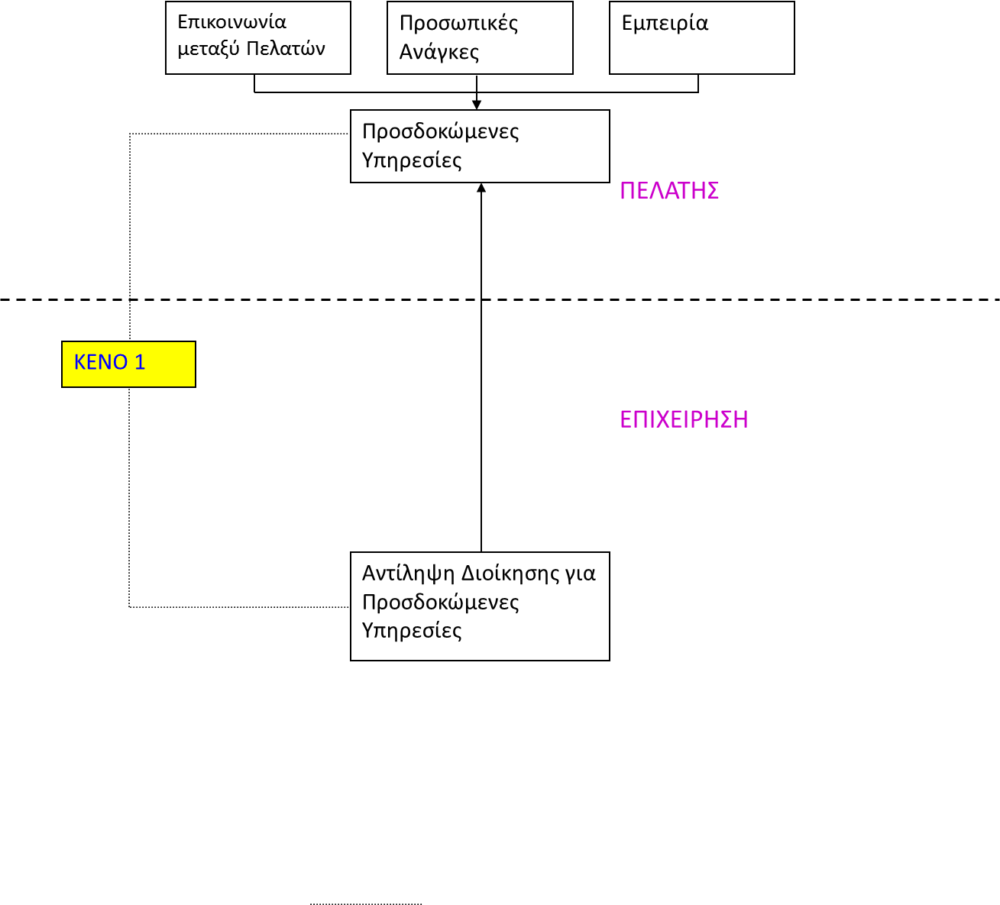 Επικοινωνία
μεταξύ Πελατών
Προσωπικές
Ανάγκες
Εμπειρία
Προσδοκώμενες
Υπηρεσίες
ΠΕΛΑΤΗΣ
ΚΕΝΟ 1
ΕΠΙΧΕΙΡΗΣΗ
Αντίληψη Διοίκησης για
Προσδοκώμενες
Υπηρεσίες